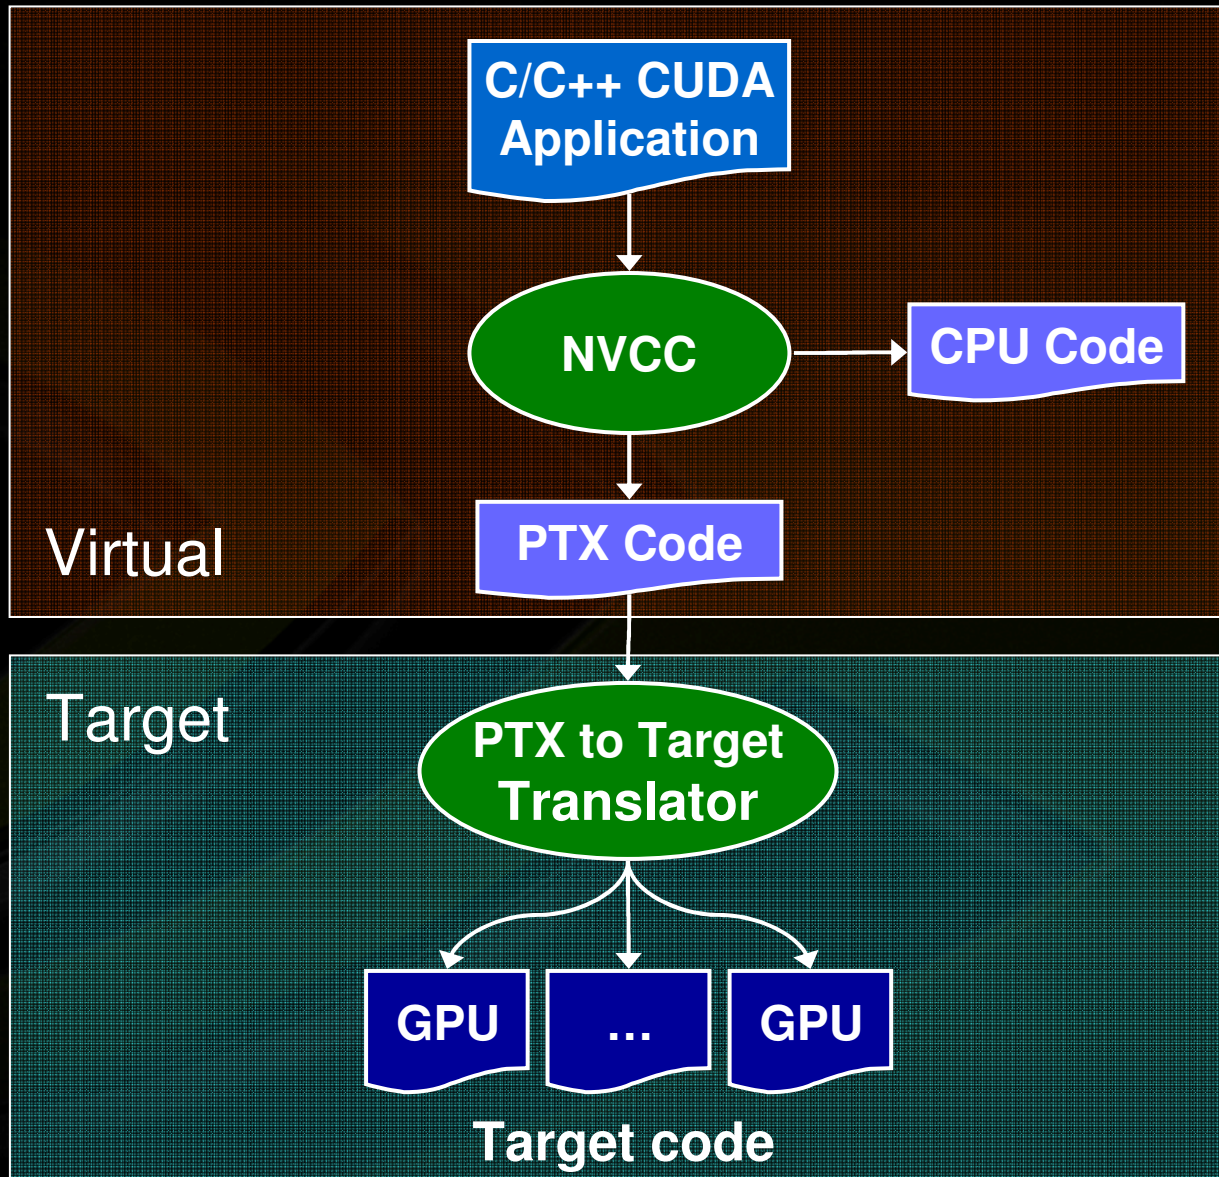 C/C++ CUDA
Application
NVCC
CPU Code
PTX Code
Virtual
Target
PTX to Target
Translator
GPU
...
GPU
Target code